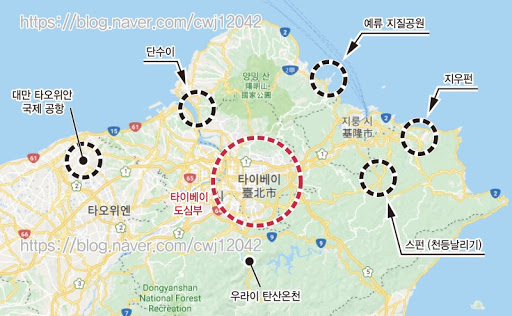 https://blog.naver.com/cwj12042
예류 지질공원
단수이
양밍 산
陽明山
지우펀
대만 타오위안
국제 공항
지룽 시
基隆市
15
61
타이베이
臺北市
타이베이
도심부
타오위엔
https://blog.naver.com/cwj12042
스펀 (천등날리기)
Dongyanshan
National Forest
Recreation Area
우라이 탄산온천